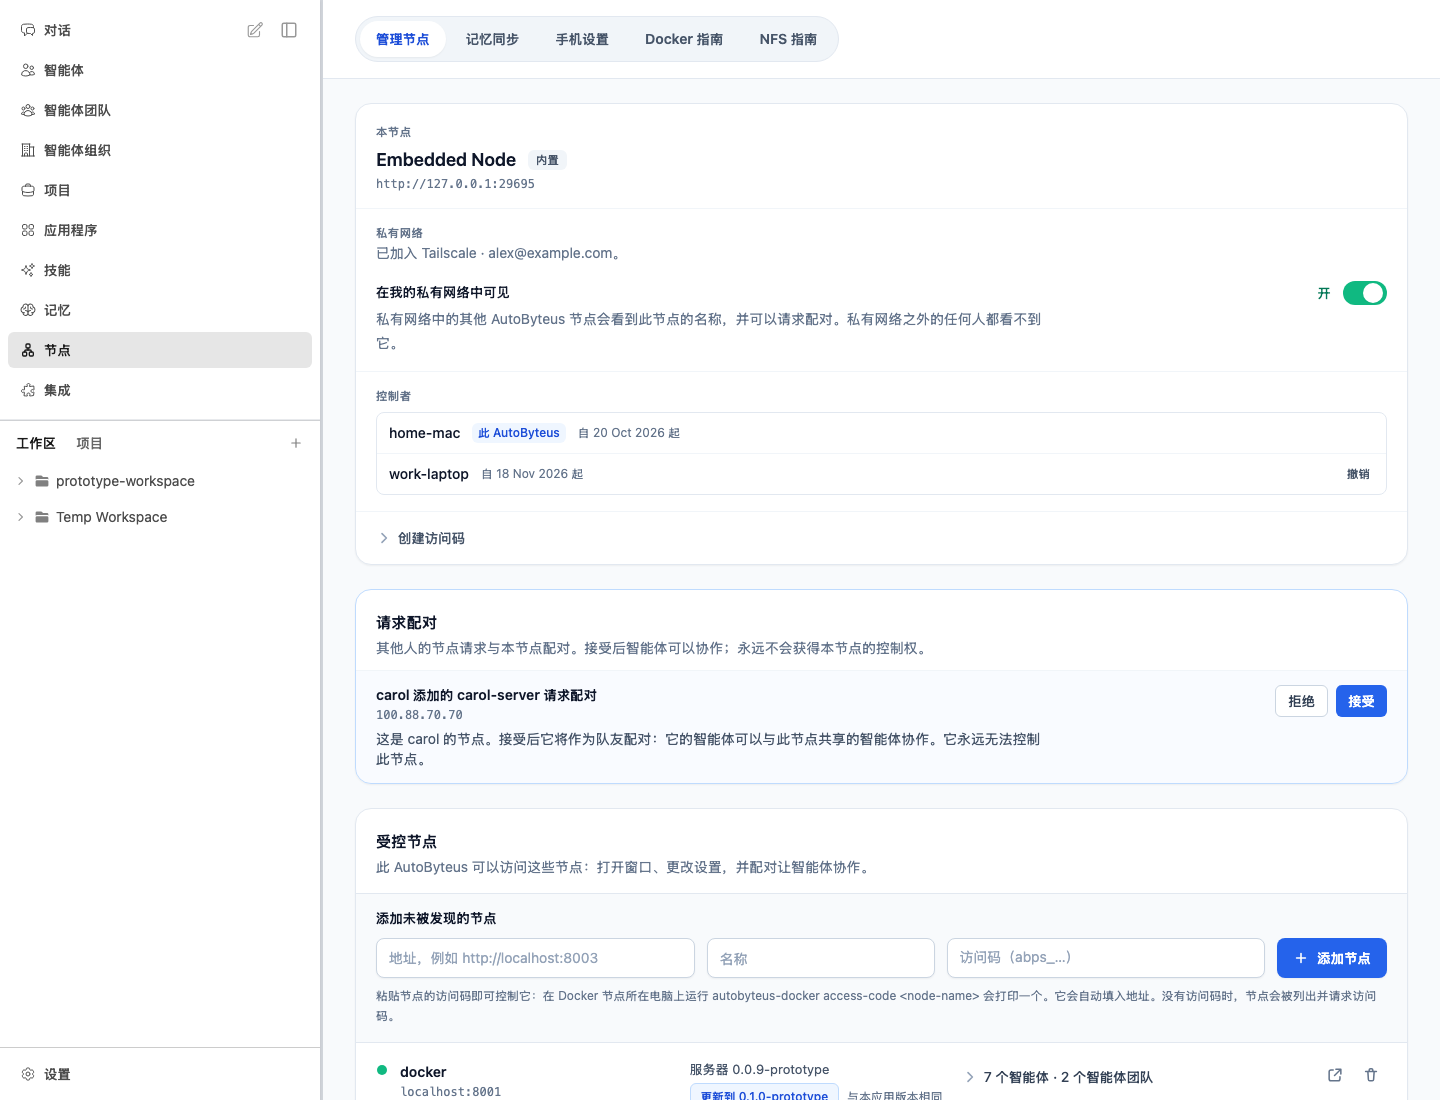 对话
智能体
智能体团队
智能体组织
项目
应用程序
技能
记忆
节点
集成
工作区 项目
prototype-workspace
Temp Workspace
设置
管理节点 记忆同步 手机设置 Docker 指南 NFS 指南
本节点
Embedded Node 内置
http://127.0.0.1:29695
私有网络
已加入 Tailscale · alex@example.com。
在我的私有网络中可见 开
私有网络中的其他 AutoByteus 节点会看到此节点的名称，并可以请求配对。私有网络之外的任何人都看不到
它。
控制者
home-mac 此 AutoByteus 自 20 Oct 2026 起
work-laptop 自 18 Nov 2026 起 撤销
创建访问码
请求配对
其他人的节点请求与本节点配对。接受后智能体可以协作；永远不会获得本节点的控制权。
carol 添加的 carol-server 请求配对 拒绝 接受
100.88.70.70
这是 carol 的节点。接受后它将作为队友配对：它的智能体可以与此节点共享的智能体协作。它永远无法控制
此节点。
受控节点
此 AutoByteus 可以访问这些节点：打开窗口、更改设置，并配对让智能体协作。
添加未被发现的节点
地址，例如 http://localhost:8003 名称 访问码（abps_…） 添加节点
粘贴节点的访问码即可控制它：在 Docker 节点所在电脑上运行 autobyteus-docker access-code <node-name> 会打印一个。它会自动填入地址。没有访问码时，节点会被列出并请求访问
码。
docker 服务器 0.0.9-prototype 7 个智能体 · 2 个智能体团队
localhost:8001 更新到 0.1.0-prototype 与本应用版本相同